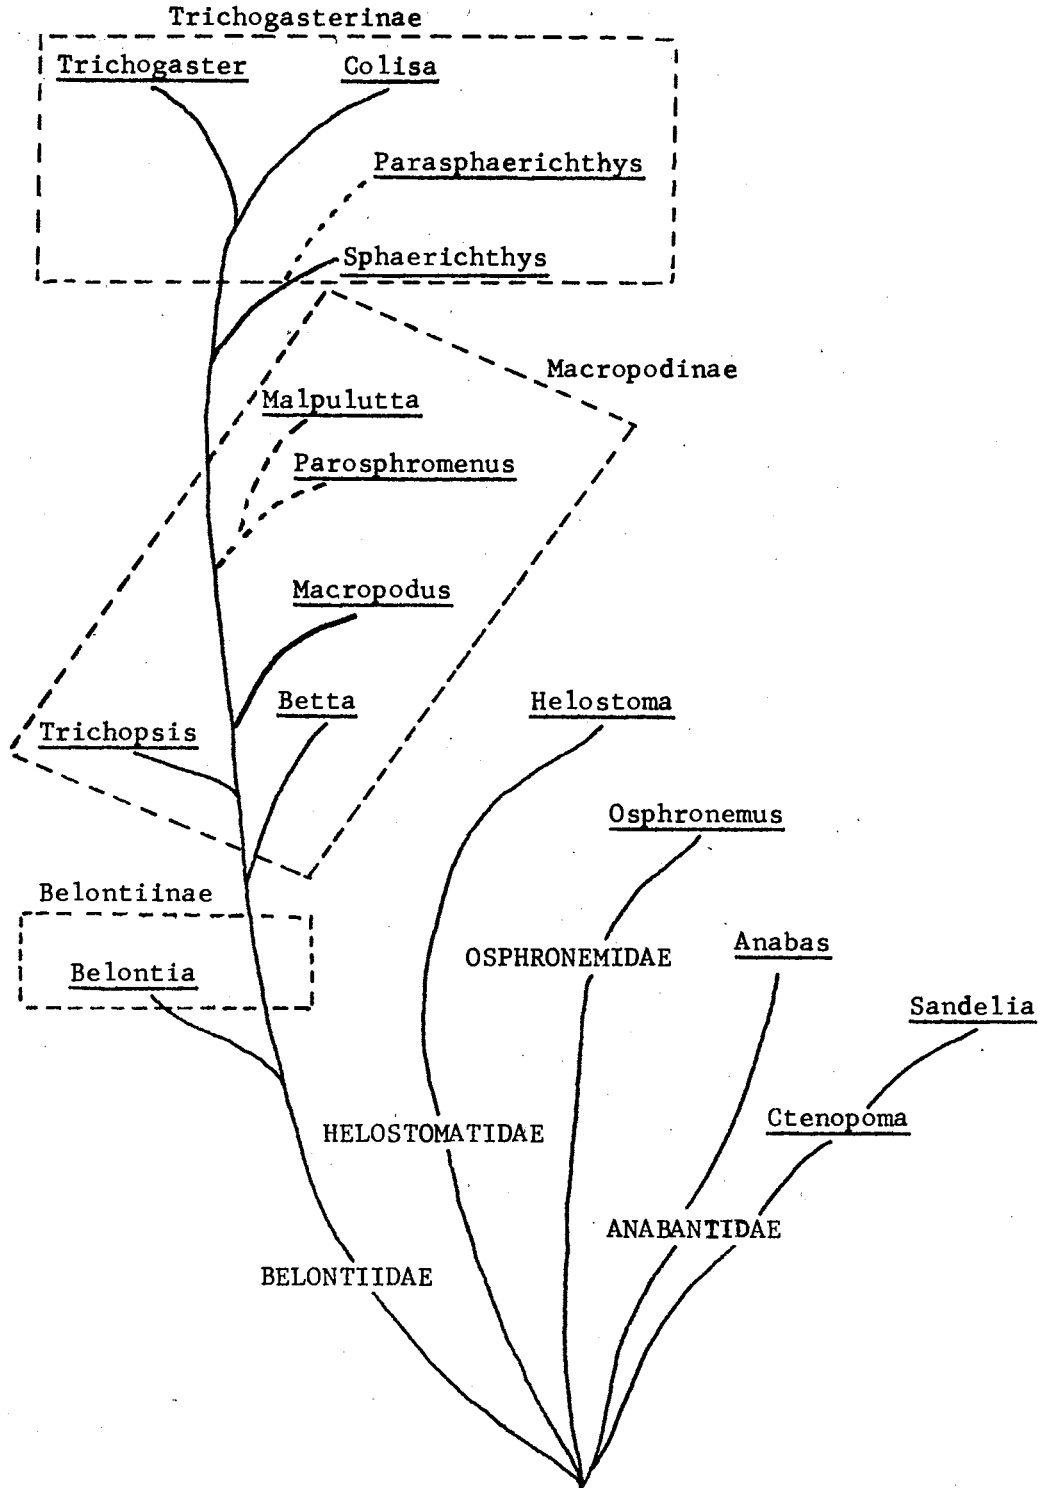 Trichogasterinae
Trichogaster
Colisa
Parasphaerichthys
Sphaerichthys
Macropodinae
Malpulutta
Parosphromenus
Macropodus
Betta
Helostoma
Trichopsis
Osphronemus
Belontiinae
Anabas
OSPHRONEMIDAE
Belontia
Sandelia
Ctenopoma
HELOSTOMATIDAE
ANABANTIDAE
BELONTIIDAE